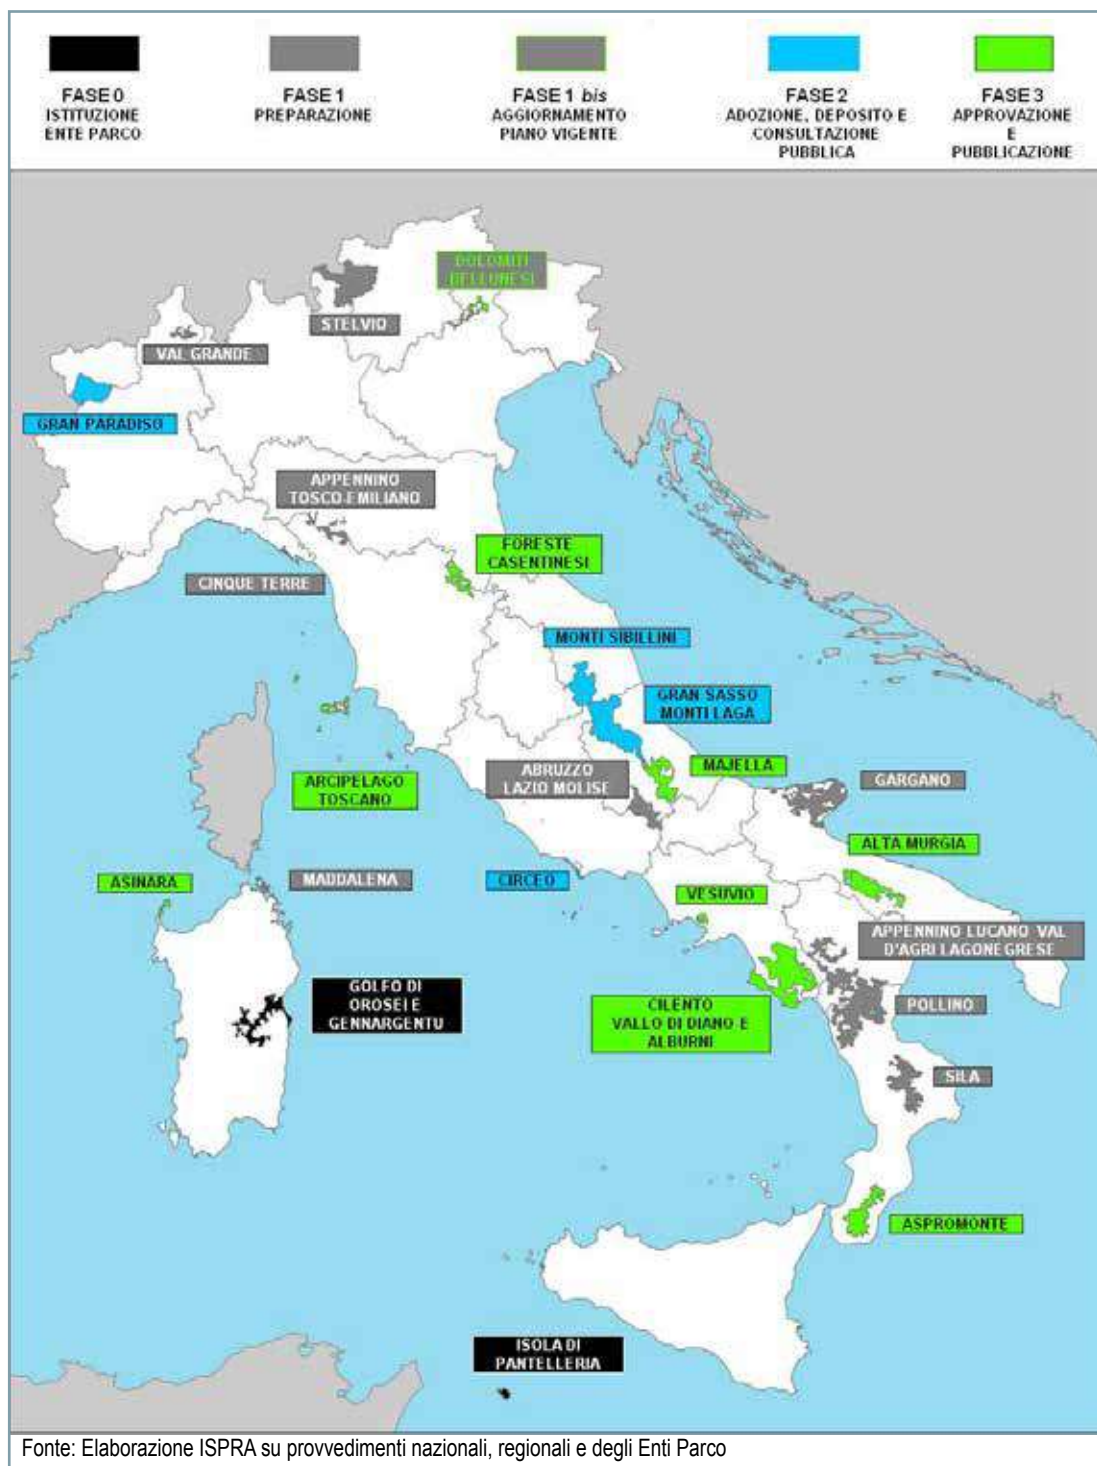 FASE 0
ISTITUZIONE
ENTE PARCO
FASE 1
PREPARAZIONE
FASE 1 bis
AGGIORNAMENTO
PIANO VIGENTE
FASE 2
ADOZIONE, DEPOSITO E
CONSULTAZIONE
PUBBLICA
FASE 3
APPROVAZIONE
E
PUBBLICAZIONE
DOLOMITI
BELLUNESI
STELVIO
VAL GRANDE
GRAN PARADISO
APPENNINO
TOSCO-EMILIANO
FORESTE
CASENTINESI
CINQUE TERRE
MONTI SIBILLINI
GRAN SASSO
MONTI LAGA
ABRUZZO
LAZIO MOLISE
MAJELLA
GARGANO
ARCIPELAGO
TOSCANO
ALTA MURGIA
ASINARA
MADDALENA
CIRCEO
VESUVIO
APPENNINO LUCANO VAL
D'AGRI LAGONEGRESE
GOLFO DI
OROSEI E
GENNARGENTU
CILENTO
VALLO DI DIANO E
ALBURNI
POLLINO
SILA
ASPROMONTE
ISOLA DI
PANTELLERIA
Fonte: Elaborazione ISPRA su provvedimenti nazionali, regionali e degli Enti Parco